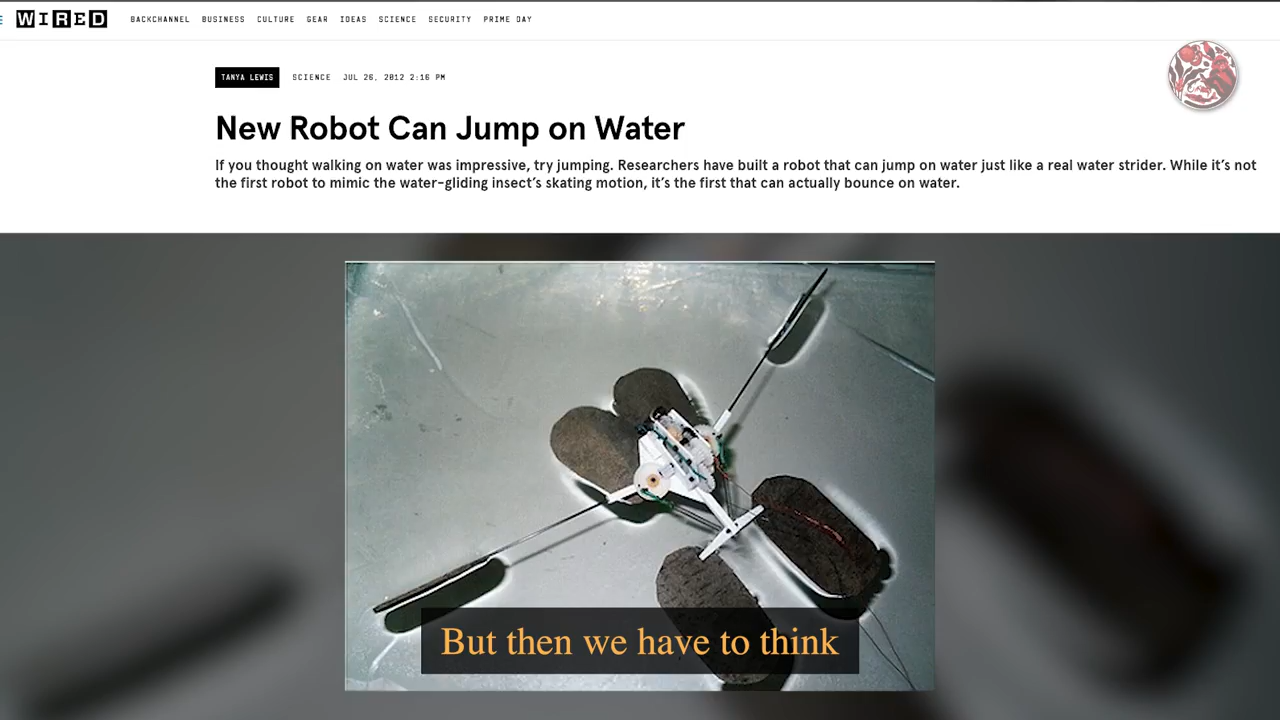 WIRED
BACKCHANNEL BUSINESS CULTURE GEAR IDEAS SCIENCE SECURITY PRIME DAY
TANYA LEWIS SCIENCE JUL 26, 2012 2:16 PM
New Robot Can Jump on Water
If you thought walking on water was impressive, try jumping. Researchers have built a robot that can jump on water just like a real water strider. While it's not
the first robot to mimic the water-gliding insect's skating motion, it's the first that can actually bounce on water.
But then we have to think